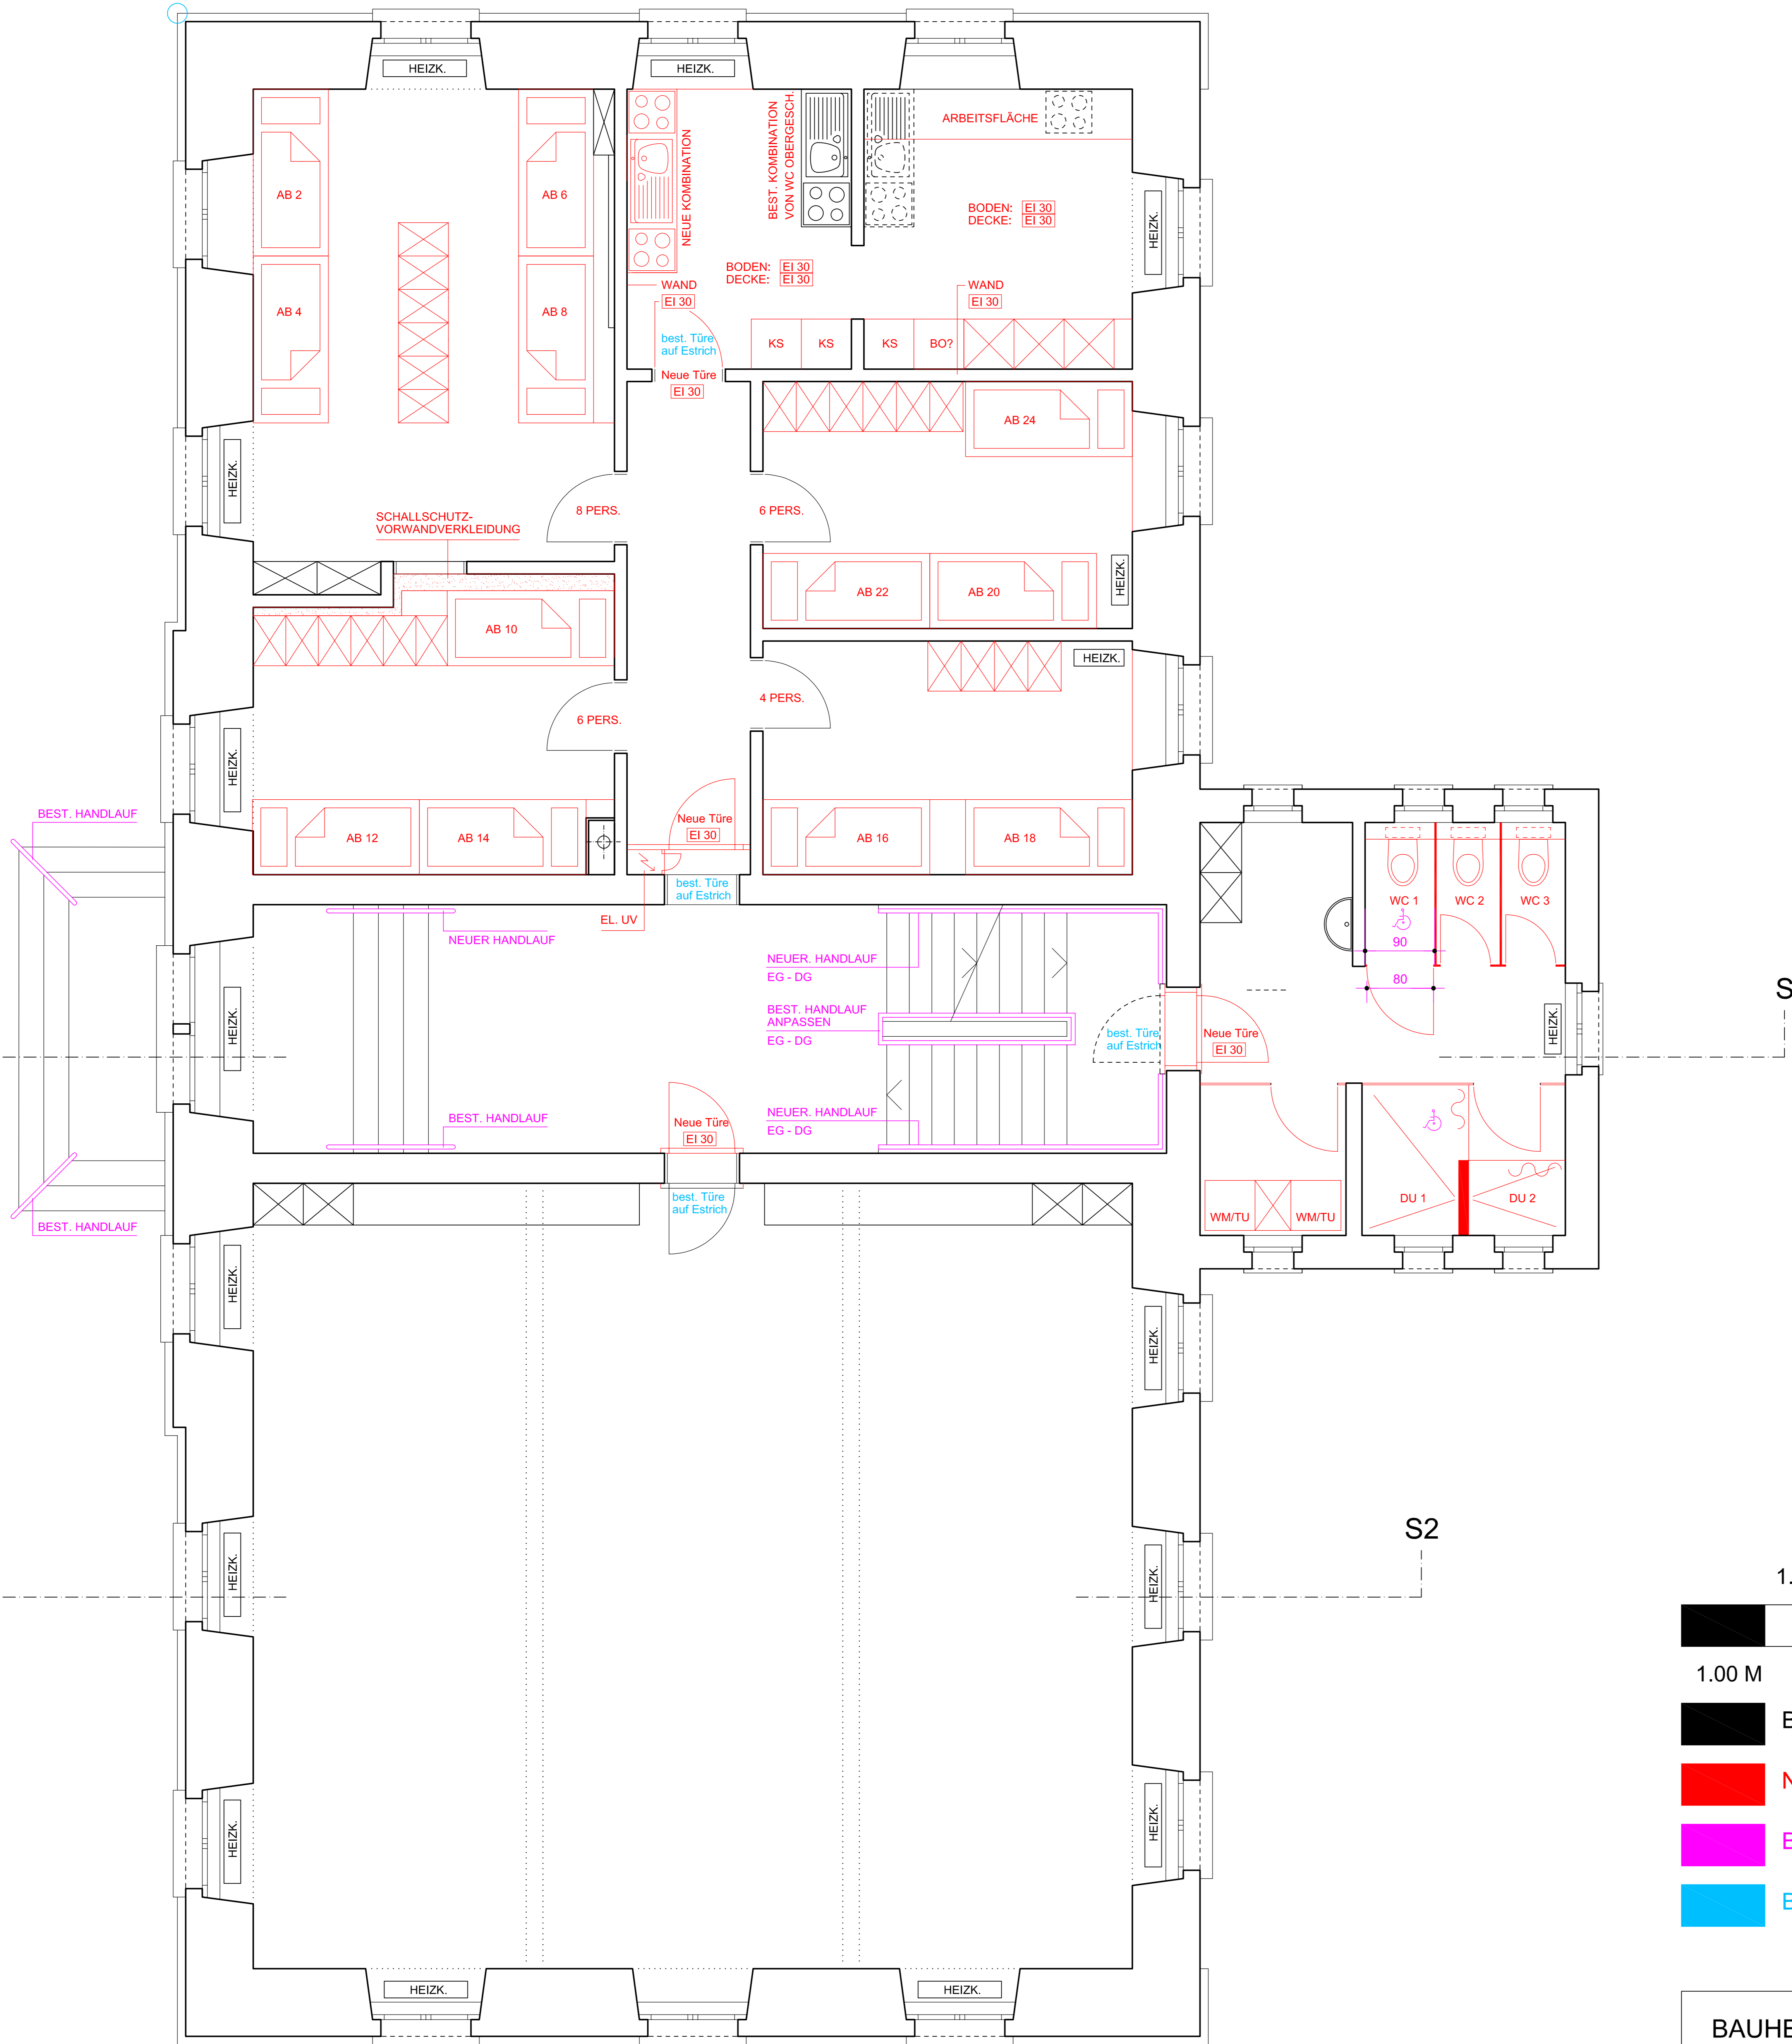 HEIZK.
HEIZK.
NEUE KOMBINATION
BEST. KOMBINATION
VON WC OBERGESCH.
ARBEITSFLÄCHE
AB 2
AB 6
BODEN: EI 30
DECKE: EI 30
HEIZK.
BODEN: EI 30
DECKE: EI 30
WAND
EI 30
WAND
EI 30
AB 4
AB 8
best. Türe
auf Estrich
KS
KS
KS
BO?
Neue Türe
EI 30
AB 24
HEIZK.
8 PERS.
6 PERS.
SCHALLSCHUTZ-
VORWANDVERKLEIDUNG
HEIZK.
AB 22
AB 20
AB 10
HEIZK.
4 PERS.
6 PERS.
HEIZK.
BEST. HANDLAUF
Neue Türe
EI 30
AB 12
AB 14
AB 16
AB 18
best. Türe
auf Estrich
EL. UV
WC 1
WC 2
WC 3
90
80
NEUER HANDLAUF
NEUER. HANDLAUF
EG - DG
BEST. HANDLAUF
ANPASSEN
EG - DG
HEIZK.
best. Türe
auf Estrich
Neue Türe
EI 30
HEIZK.
S
BEST. HANDLAUF
Neue Türe
EI 30
NEUER. HANDLAUF
EG - DG
best. Türe
auf Estrich
DU 1
DU 2
WM/TU
WM/TU
BEST. HANDLAUF
HEIZK.
HEIZK.
S2
HEIZK.
HEIZK.
HEIZK.
HEIZK.
HEIZK.
HEIZK.
1.
1.00 M
B
N
B
B
BAUHE